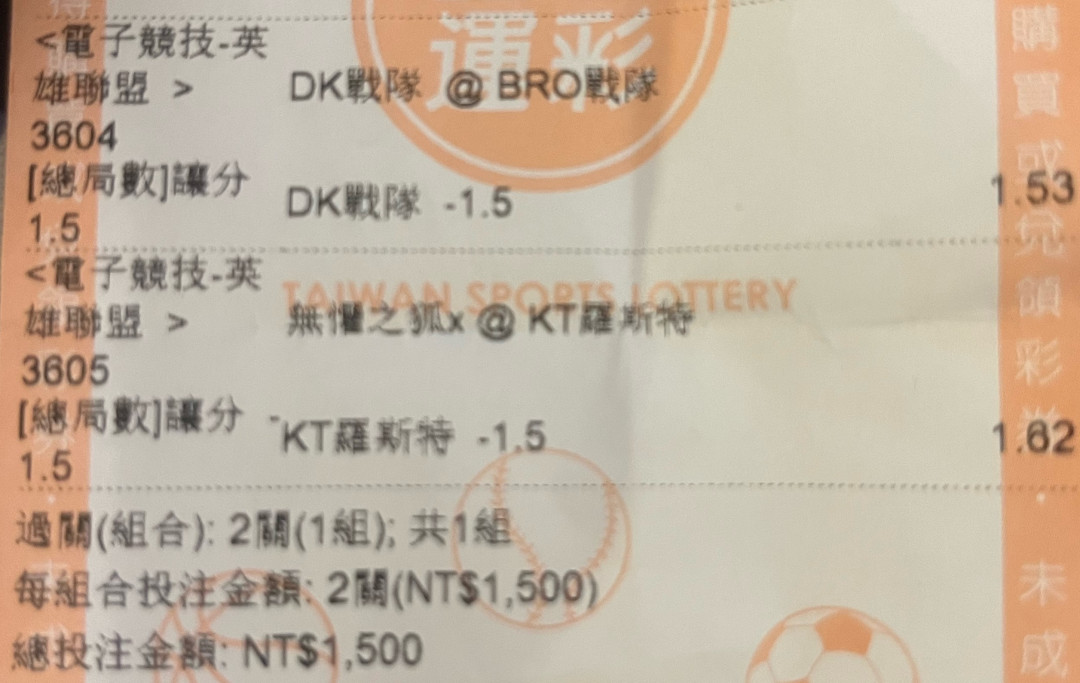 運彩
<電子競技-英
雄聯盟 > DK戰隊 @ BRO戰隊
3604
[總局數]讓分
1.5 DK戰隊 -1.5 1.53
<電子競技-英
TAIWAN SPORTS LOTTERY
雄聯盟 > 無懼之狐x @ KT羅斯特
3605
[總局數]讓分 -
1.5 KT羅斯特 -1.5 1.62
過關(組合): 2關(1組); 共1組
每組合投注金額: 2關(NT$1,500)
總投注金額: NT$1,500
購買或兌領彩券・未成